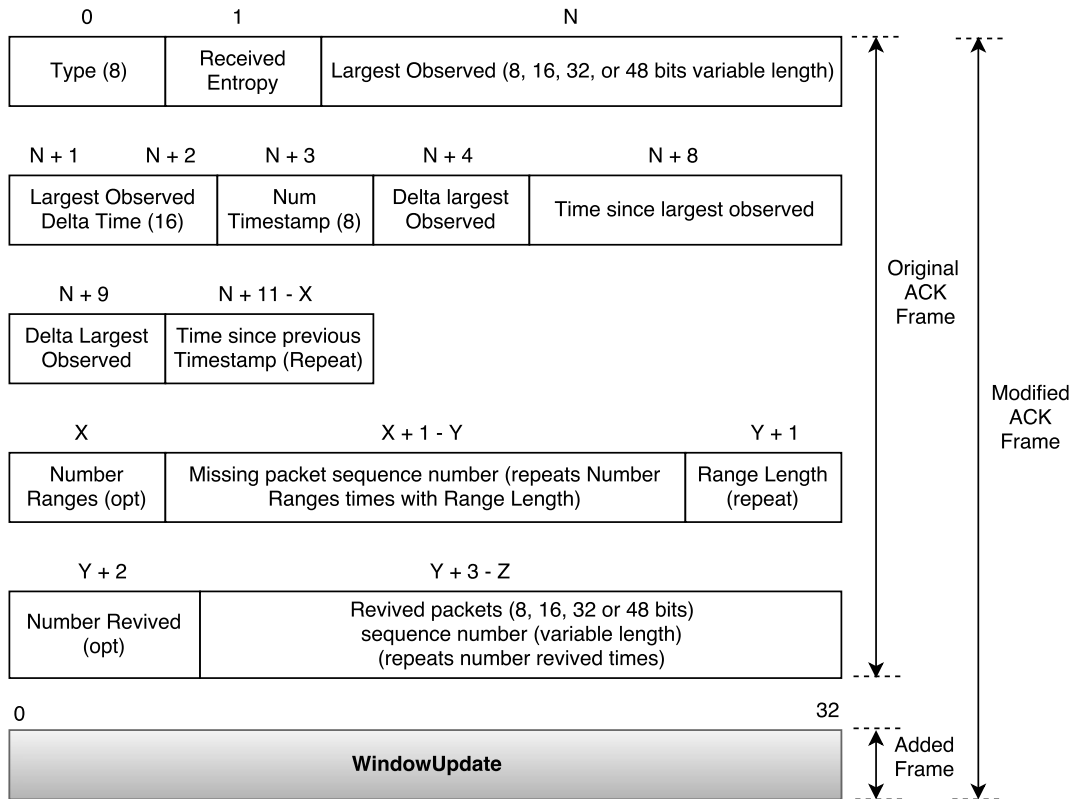 0 1 N
Type (8)
Received
Entropy
Largest Observed (8, 16, 32, or 48 bits variable length)
N + 1 N + 2 N + 3 N + 4 N + 8
Largest Observed
Delta Time (16)
Num
Timestamp (8)
Delta largest
Observed
Time since largest observed
N + 9 N + 11 - X
Delta Largest
Observed
Time since previous
Timestamp (Repeat)
X X + 1 - Y Y + 1
Number
Ranges (opt)
Missing packet sequence number (repeats Number
Ranges times with Range Length)
Range Length
(repeat)
Y + 2 Y + 3 - Z
Number Revived
(opt)
Revived packets (8, 16, 32 or 48 bits)
sequence number (variable length)
(repeats number revived times)
0 32
WindowUpdate
Original
ACK
Frame
Modified
ACK
Frame
Added
Frame